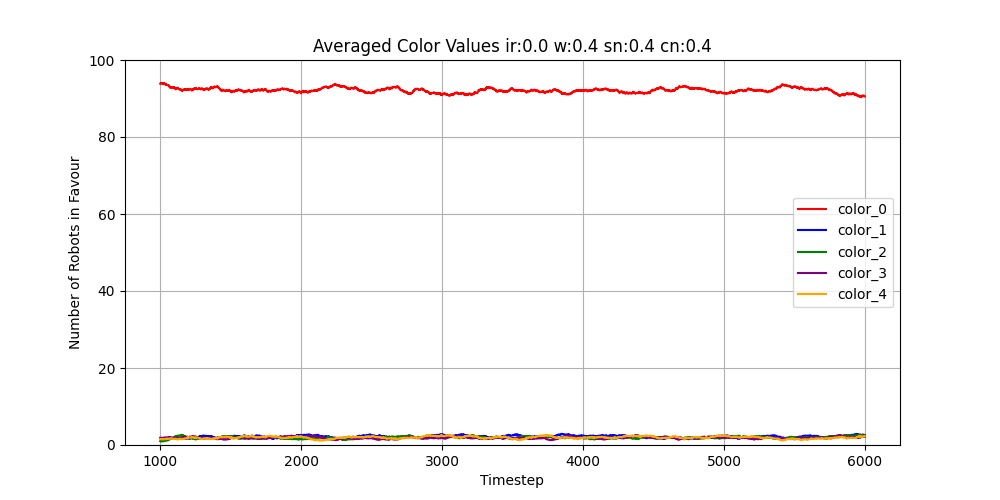 Averaged Color Values ir:0.0 w:0.4 sn:0.4 cn:0.4
Number of Robots in Favour
100
80
60
40
20
0
color_0
color_1
color_2
color_3
color_4
1000 2000 3000 4000 5000 6000
Timestep